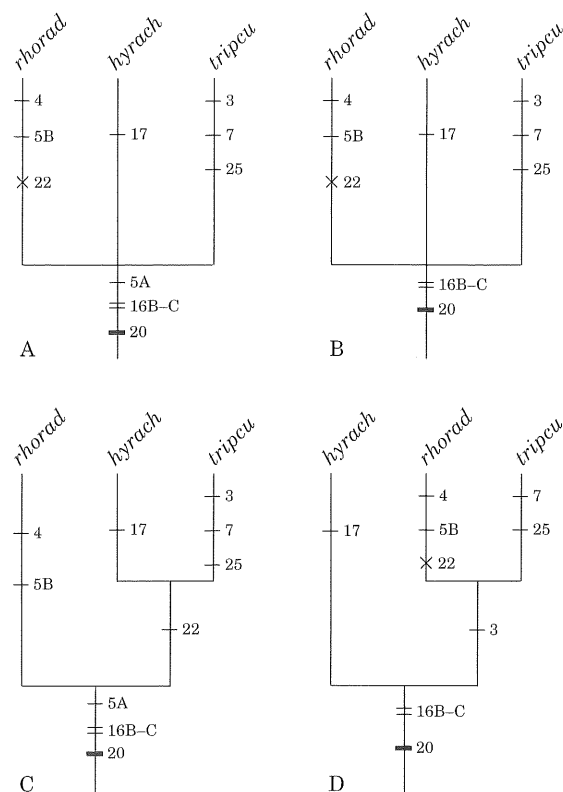 rhorad hyrach tripcu
4 3
5B 17 7
25
22
5A
16B–C
20
A
rhorad hyrach tripcu
4 3
5B 17 7
25
22
16B–C
20
B
rhorad hyrach tripcu
3
4 17 7
25
5B
22
5A
16B–C
20
C
hyrach rhorad tripcu
4 7
17 5B 25
22
3
16B–C
20
D